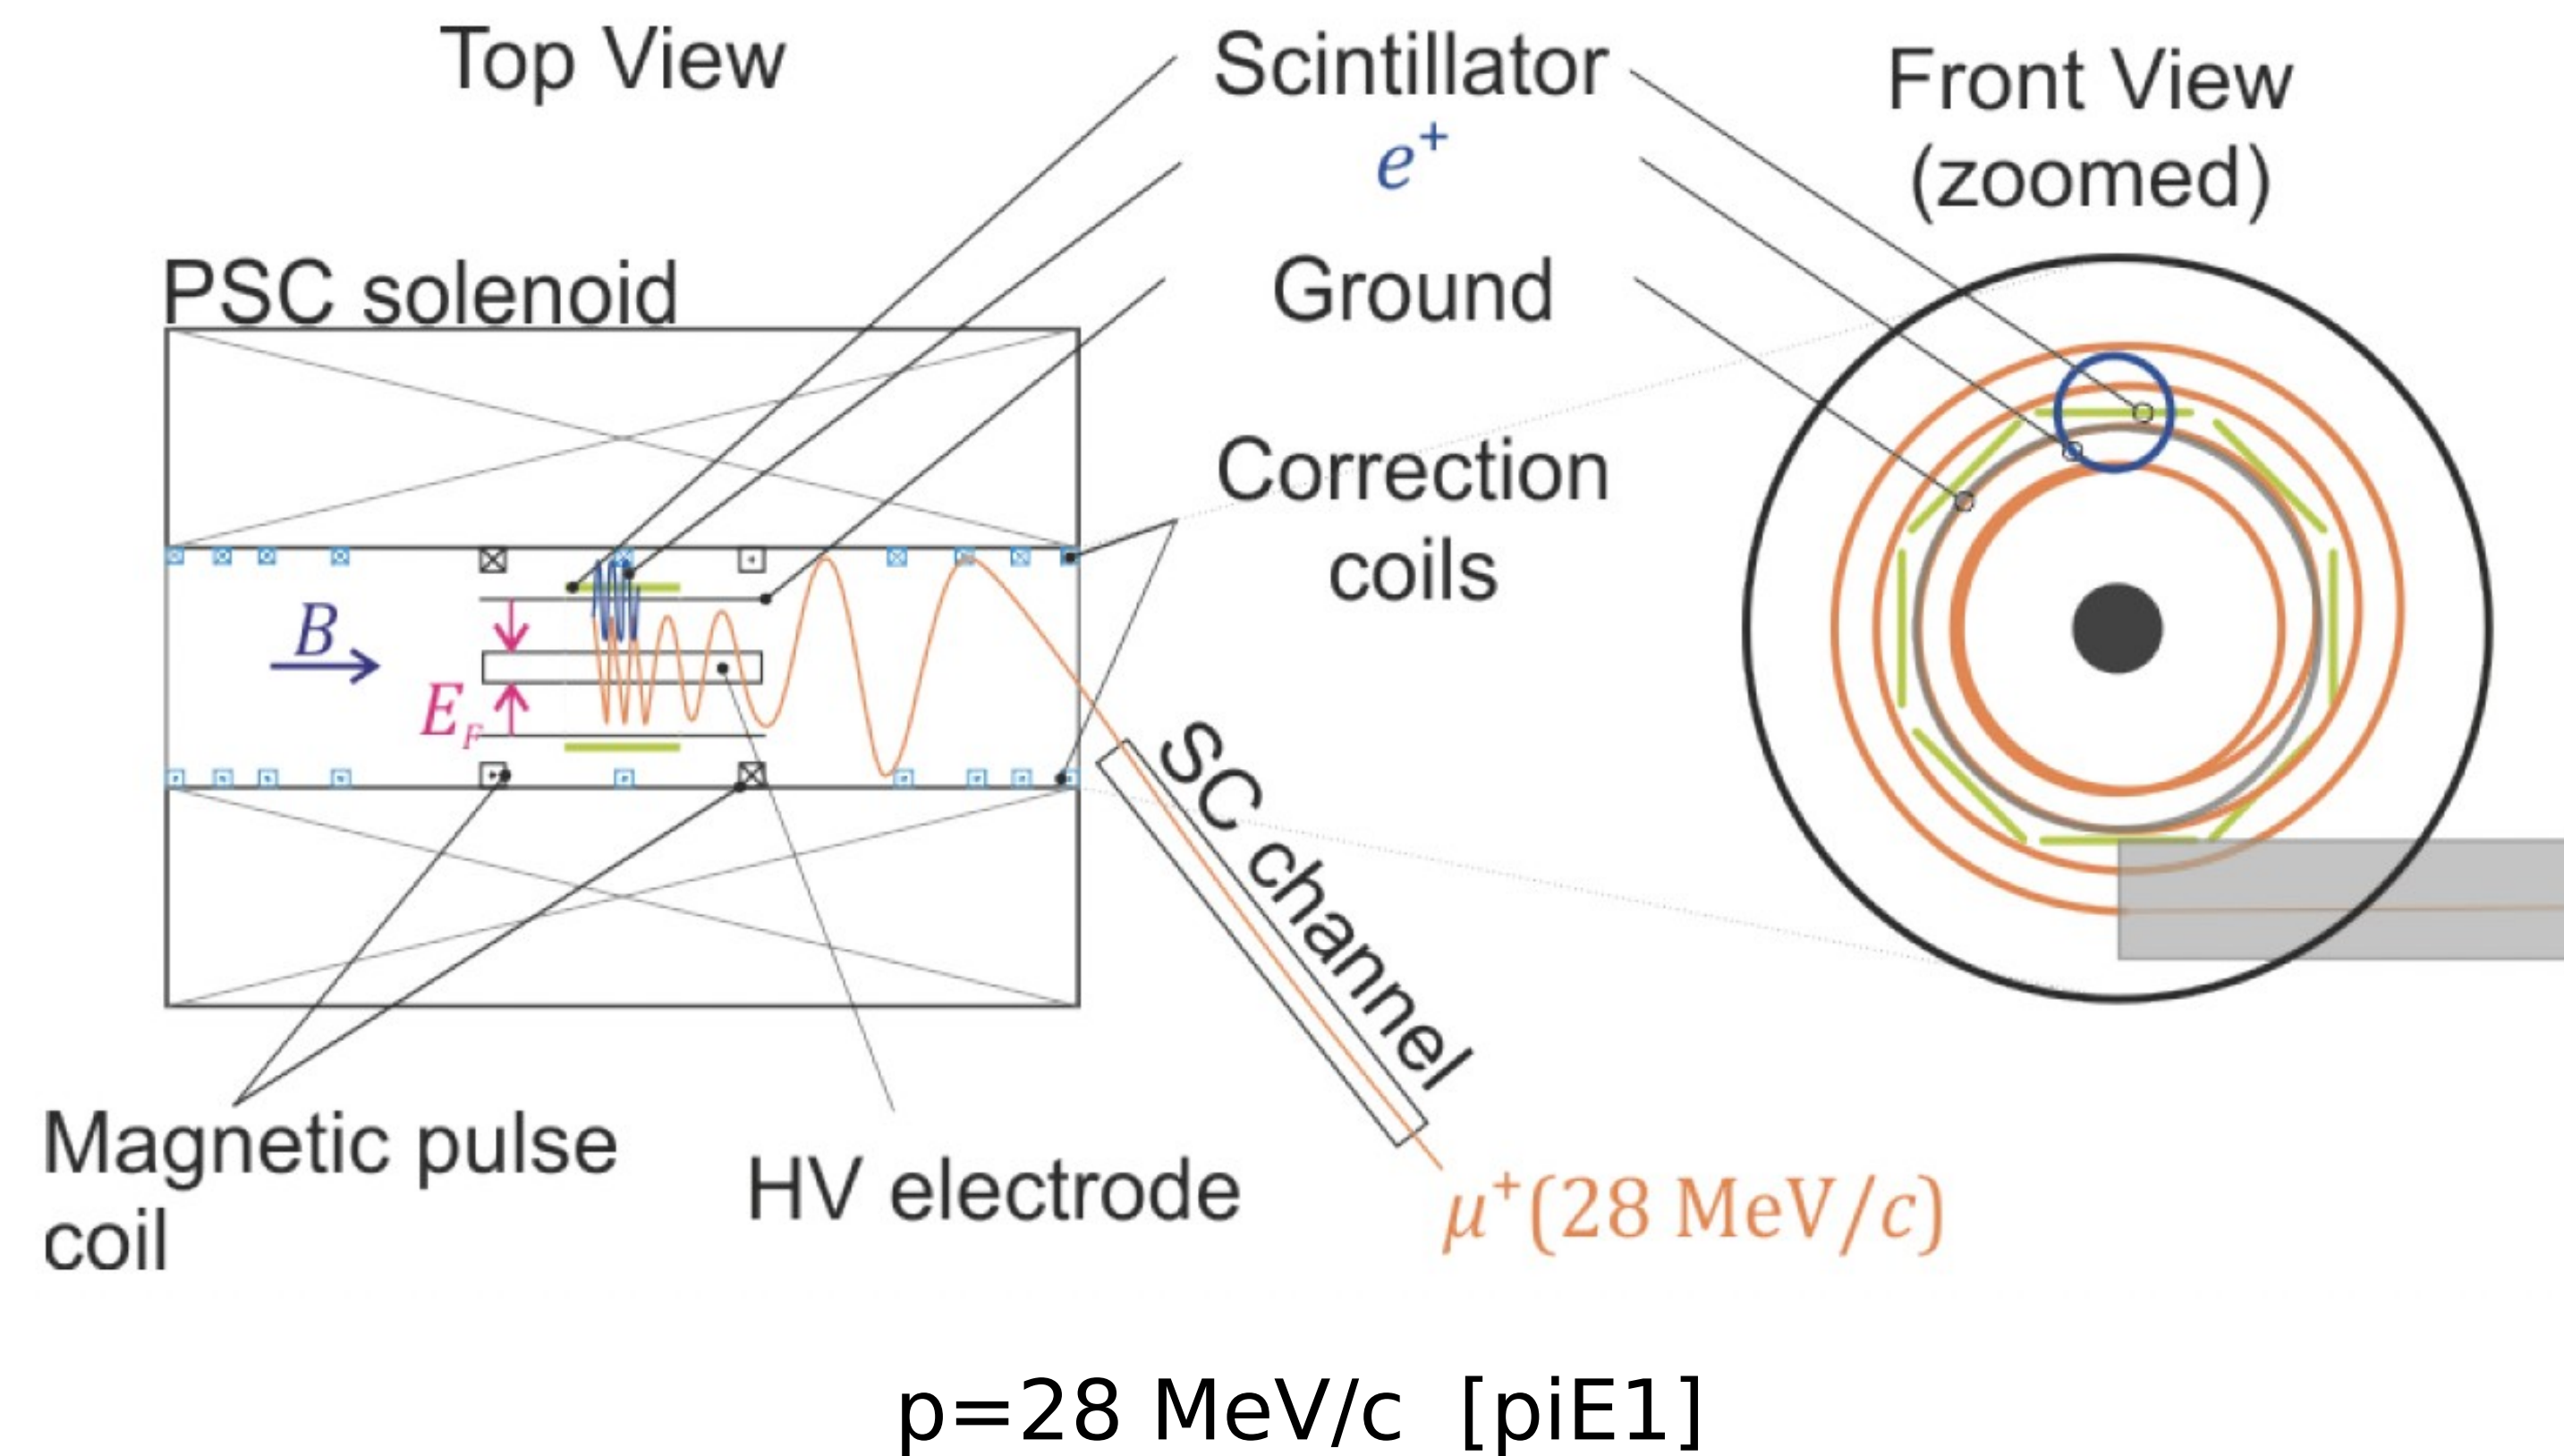 Top View
Scintillator
Front View
(zoomed)
e⁺
PSC solenoid
Ground
Correction
coils
B
E_F
SC channel
Magnetic pulse
coil
HV electrode
μ⁺(28 MeV/c)
p=28 MeV/c [piE1]